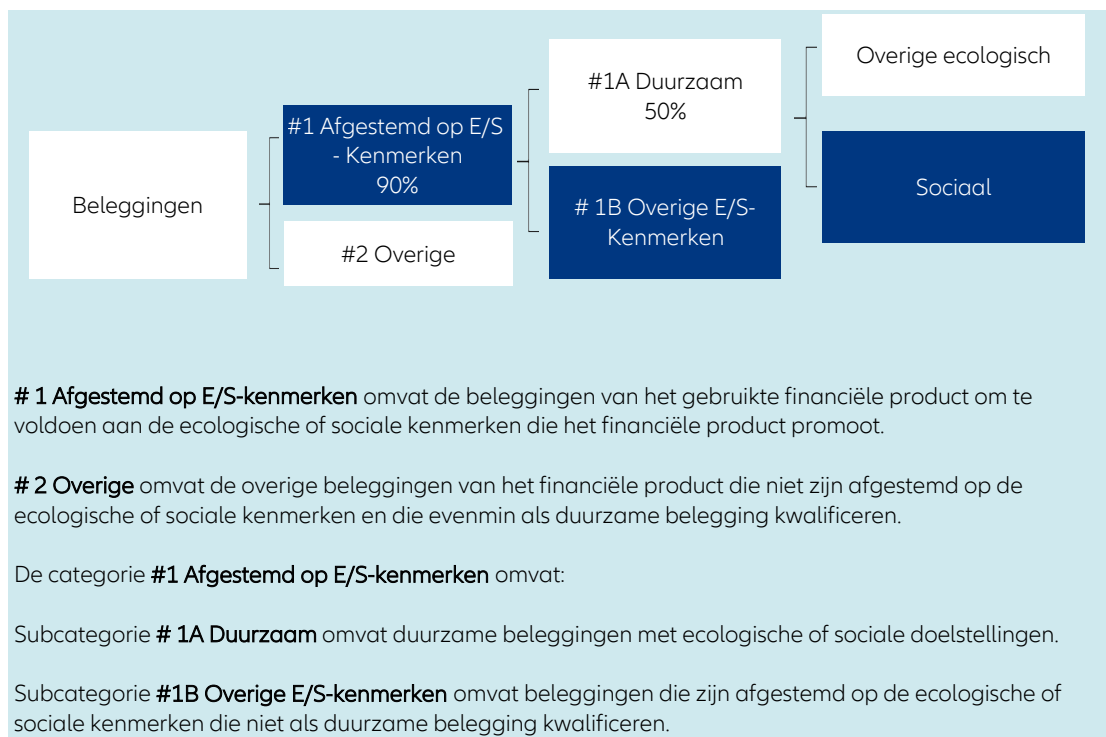 Beleggingen
#1 Afgestemd op E/S
- Kenmerken
90%
#2 Overige
#1A Duurzaam
50%
# 1B Overige E/S-
Kenmerken
Overige ecologisch
Sociaal
# 1 Afgestemd op E/S-kenmerken omvat de beleggingen van het gebruikte financiële product om te
voldoen aan de ecologische of sociale kenmerken die het financiële product promoot.
# 2 Overige omvat de overige beleggingen van het financiële product die niet zijn afgestemd op de
ecologische of sociale kenmerken en die evenmin als duurzame belegging kwalificeren.
De categorie #1 Afgestemd op E/S-kenmerken omvat:
Subcategorie # 1A Duurzaam omvat duurzame beleggingen met ecologische of sociale doelstellingen.
Subcategorie #1B Overige E/S-kenmerken omvat beleggingen die zijn afgestemd op de ecologische of
sociale kenmerken die niet als duurzame belegging kwalificeren.